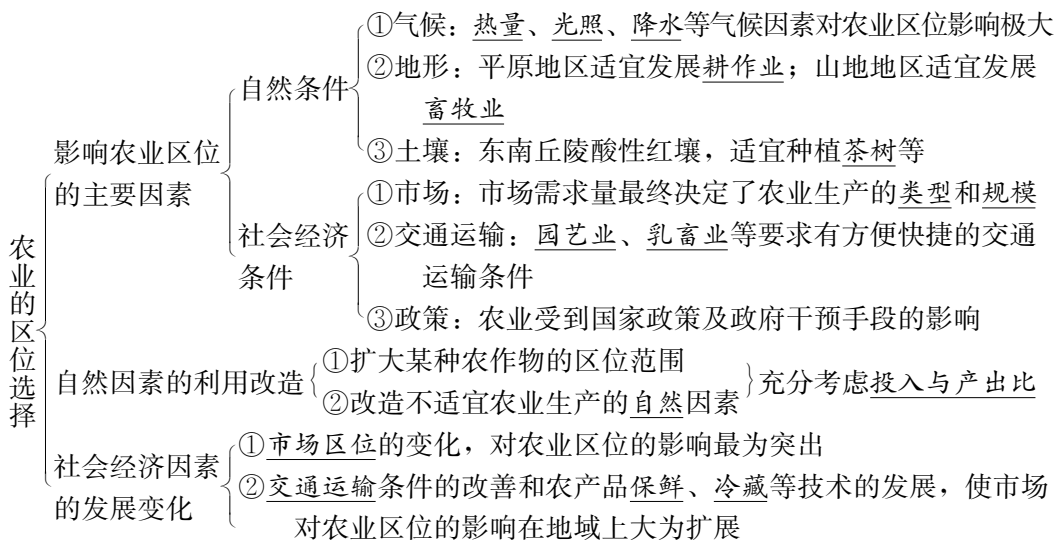 农业的区位选择
影响农业区位
的主要因素
自然条件
①气候：热量、光照、降水等气候因素对农业区位影响极大
②地形：平原地区适宜发展耕作业；山地地区适宜发展
畜牧业
③土壤：东南丘陵酸性红壤，适宜种植茶树等
社会经济
条件
①市场：市场需求量最终决定了农业生产的类型和规模
②交通运输：园艺业、乳畜业等要求有方便快捷的交通
运输条件
③政策：农业受到国家政策及政府干预手段的影响
自然因素的利用改造
①扩大某种农作物的区位范围
②改造不适宜农业生产的自然因素
充分考虑投入与产出比
社会经济因素
的发展变化
①市场区位的变化，对农业区位的影响最为突出
②交通运输条件的改善和农产品保鲜、冷藏等技术的发展，使市场
对农业区位的影响在地域上大为扩展